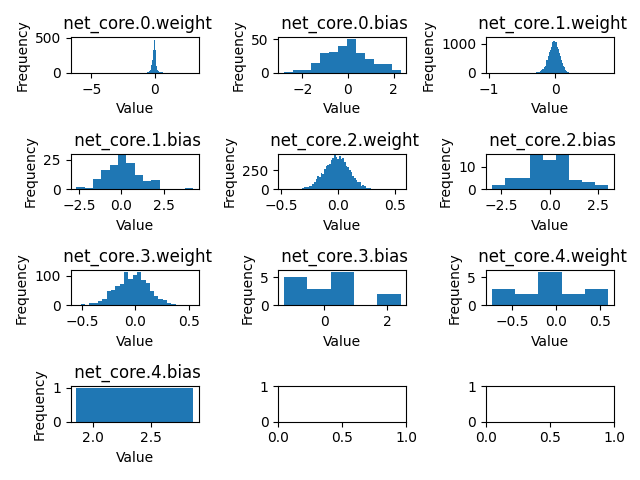 net_core.0.weight
net_core.0.bias
net_core.1.weight
Frequency
500
0
−5
0
Value
Frequency
50
0
−2
0
2
Value
Frequency
1000
0
−1
0
Value
net_core.1.bias
net_core.2.weight
net_core.2.bias
Frequency
25
0
−2.5
0.0
2.5
Value
Frequency
250
0
−0.5
0.0
0.5
Value
Frequency
10
0
−2.5
0.0
2.5
Value
net_core.3.weight
net_core.3.bias
net_core.4.weight
Frequency
100
0
−0.5
0.0
0.5
Value
Frequency
5
0
0
2
Value
Frequency
5
0
−0.5
0.0
0.5
Value
net_core.4.bias
Frequency
1
0
2.0
2.5
Value
1
0
0.0
0.5
1.0
1
0
0.0
0.5
1.0